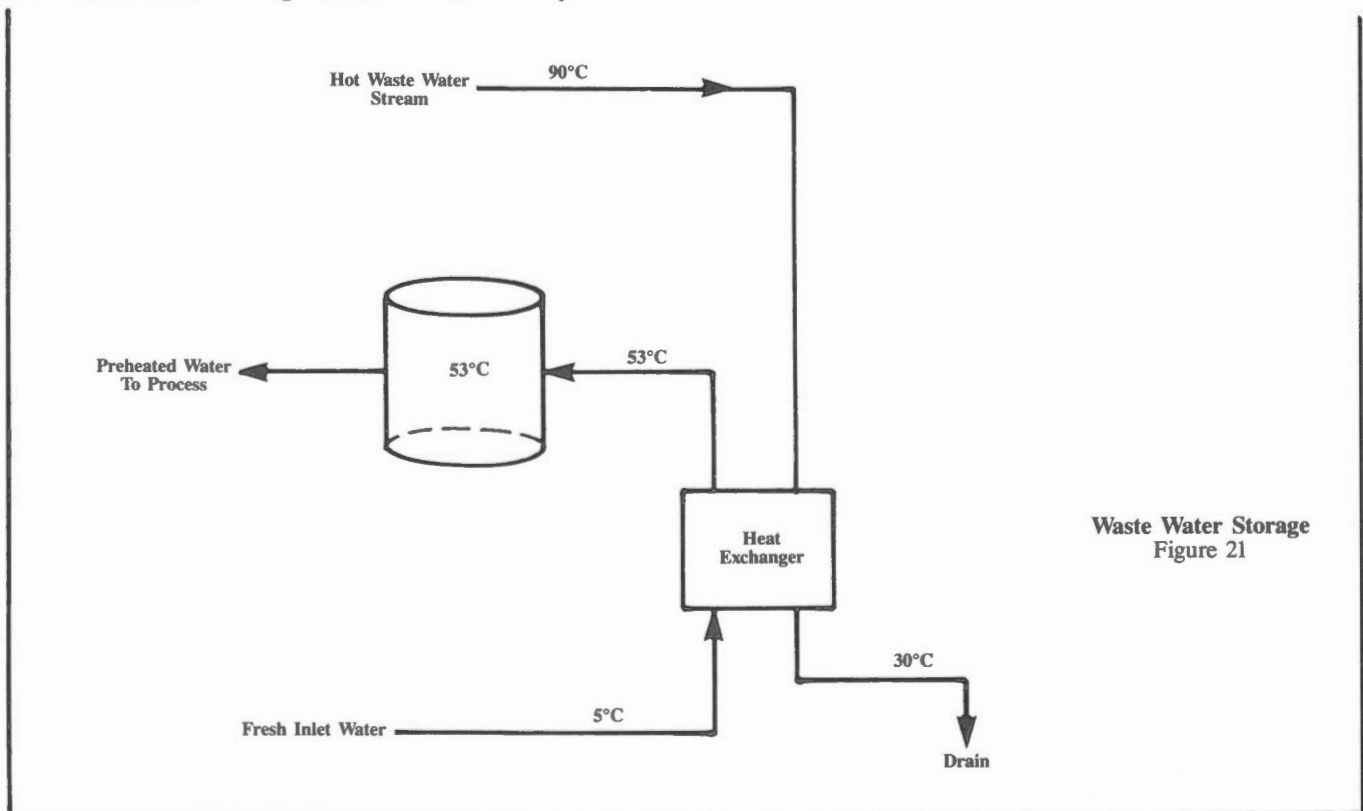 Hot Waste Water
Stream
90°C
Preheated Water
To Process
53°C
53°C
Heat
Exchanger
Waste Water Storage
Figure 21
30°C
Fresh Inlet Water
5°C
Drain